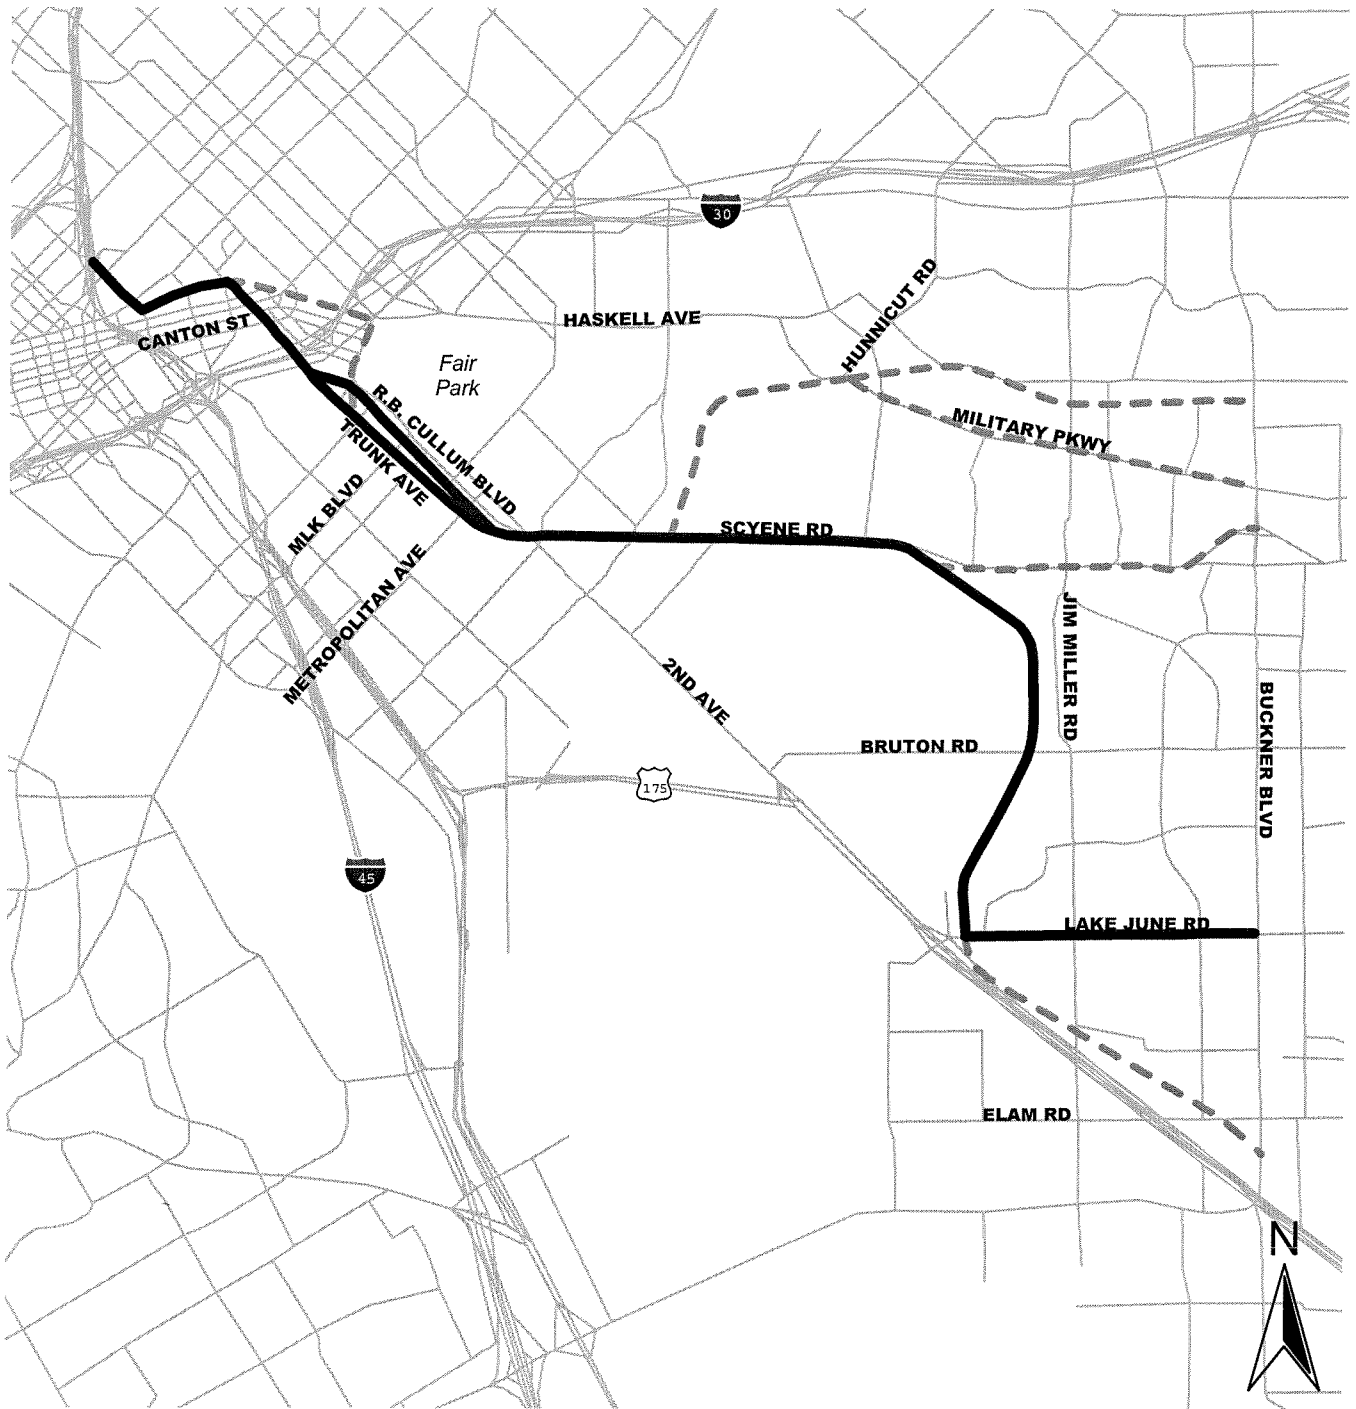 30
HUNNICUT RD
HASKELL AVE
CANTON ST
Fair
Park
R.B. CULLUM BLVD
MILITARY PKWY
TRUNK AVE
MLK BLVD
SCYENE RD
METROPOLITAN AVE
JIM MILLER RD
2ND AVE
BUCKNER BLVD
BRUTON RD
175
45
LAKE JUNE RD
ELAM RD
N